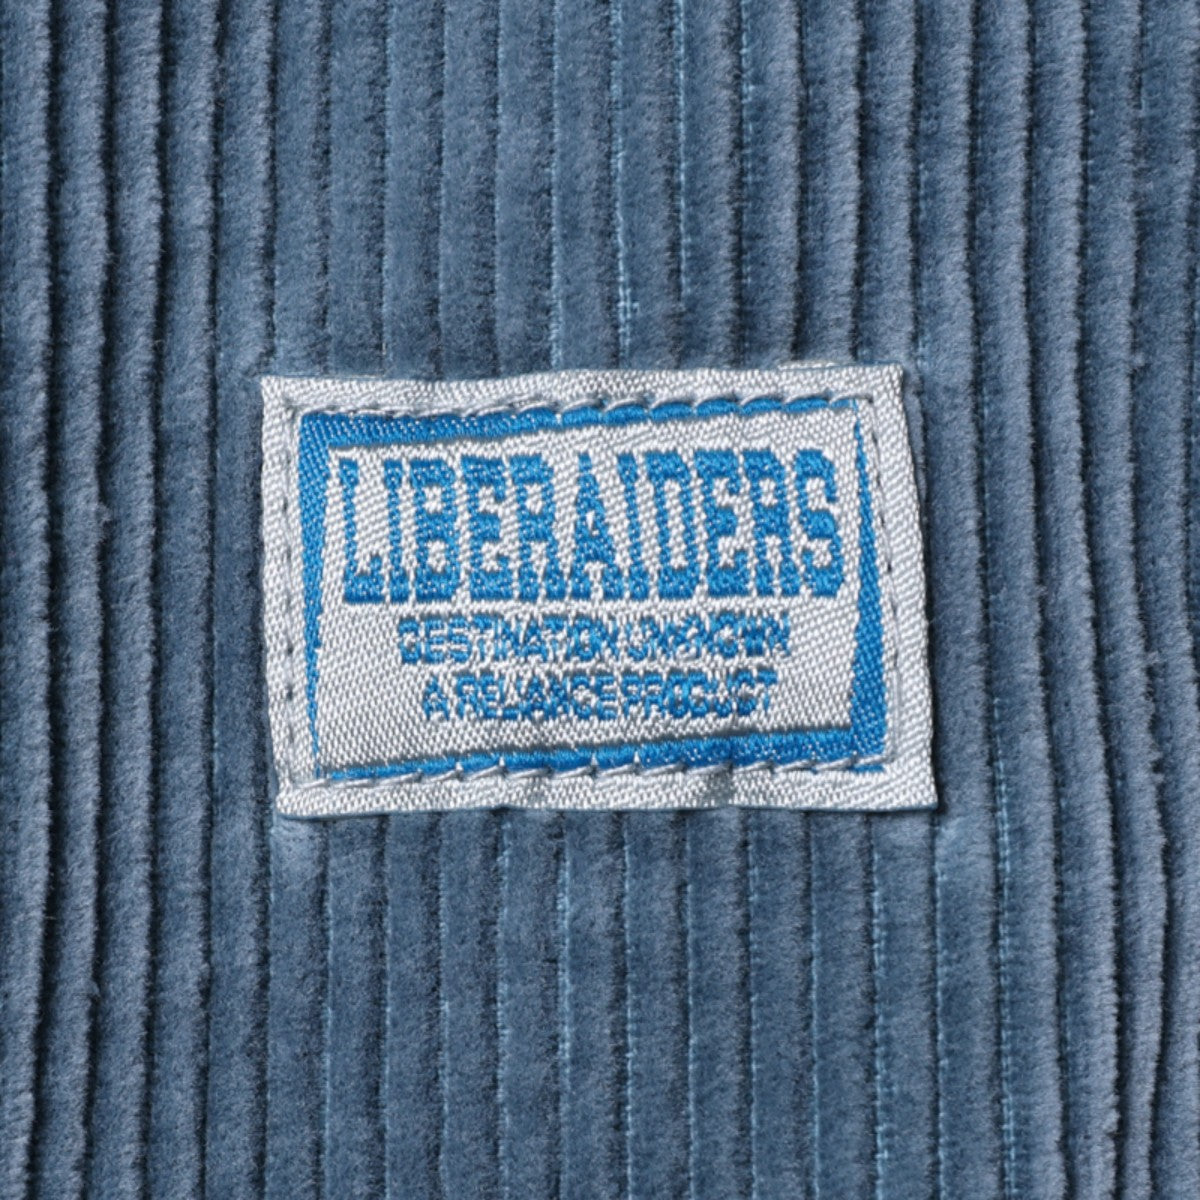 LIBERAIDERS
DESTINATION UNKNOWN
A RELIANCE PRODUCT